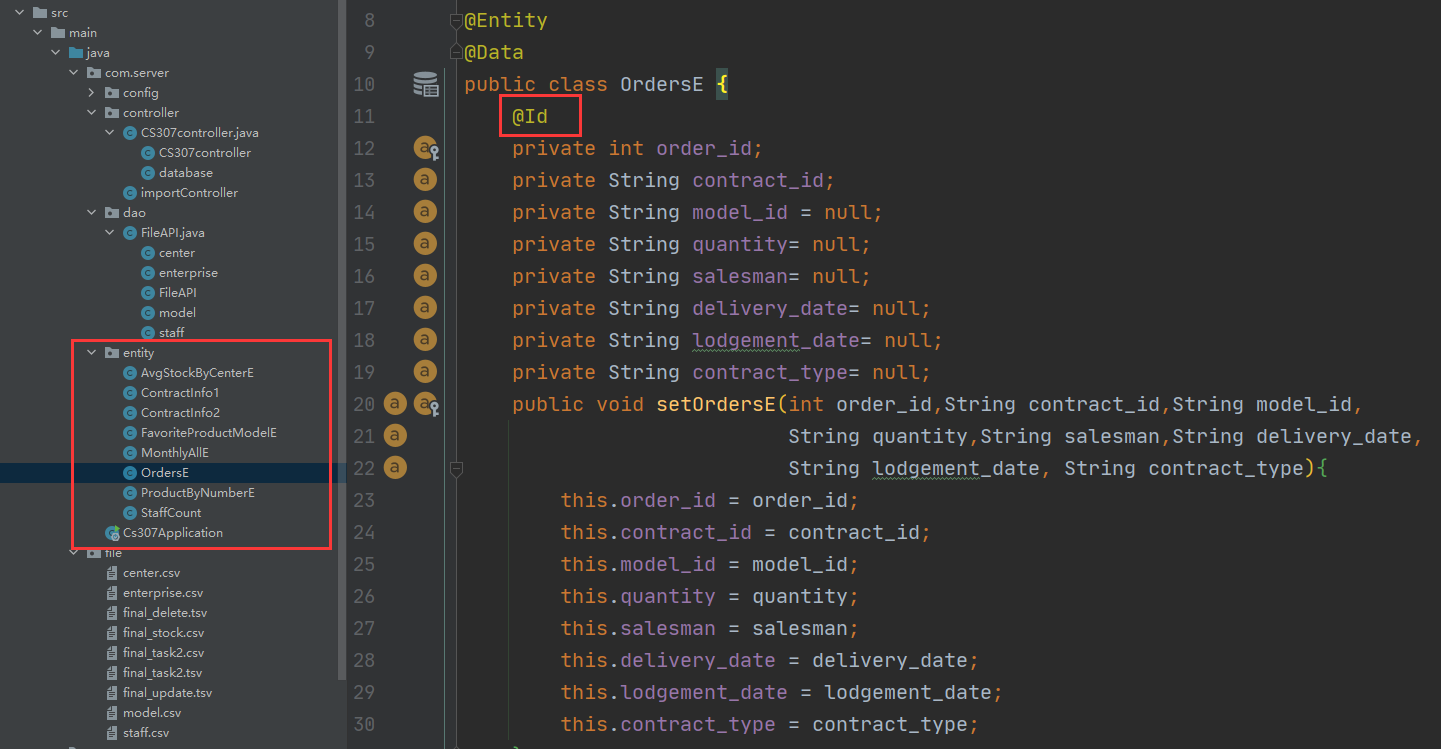 src
main
java
com.server
config
controller
CS307controller.java
CS307controller
database
importController
dao
FileAPI.java
center
enterprise
FileAPI
model
staff
entity
AvgStockByCenterE
ContractInfo1
ContractInfo2
FavoriteProductModelE
MonthlyAllE
OrdersE
ProductByNumberE
StaffCount
Cs307Application
file
center.csv
enterprise.csv
final_delete.tsv
final_stock.csv
final_task2.csv
final_task2.tsv
final_update.tsv
model.csv
staff.csv
8 @Entity
9 @Data
10 public class OrdersE {
11 @Id
12 private int order_id;
13 private String contract_id;
14 private String model_id = null;
15 private String quantity= null;
16 private String salesman= null;
17 private String delivery_date= null;
18 private String lodgement_date= null;
19 private String contract_type= null;
20 public void setOrdersE(int order_id,String contract_id,String model_id,
21 String quantity,String salesman,String delivery_date,
22 String lodgement_date, String contract_type){
23 this.order_id = order_id;
24 this.contract_id = contract_id;
25 this.model_id = model_id;
26 this.quantity = quantity;
27 this.salesman = salesman;
28 this.delivery_date = delivery_date;
29 this.lodgement_date = lodgement_date;
30 this.contract_type = contract_type;